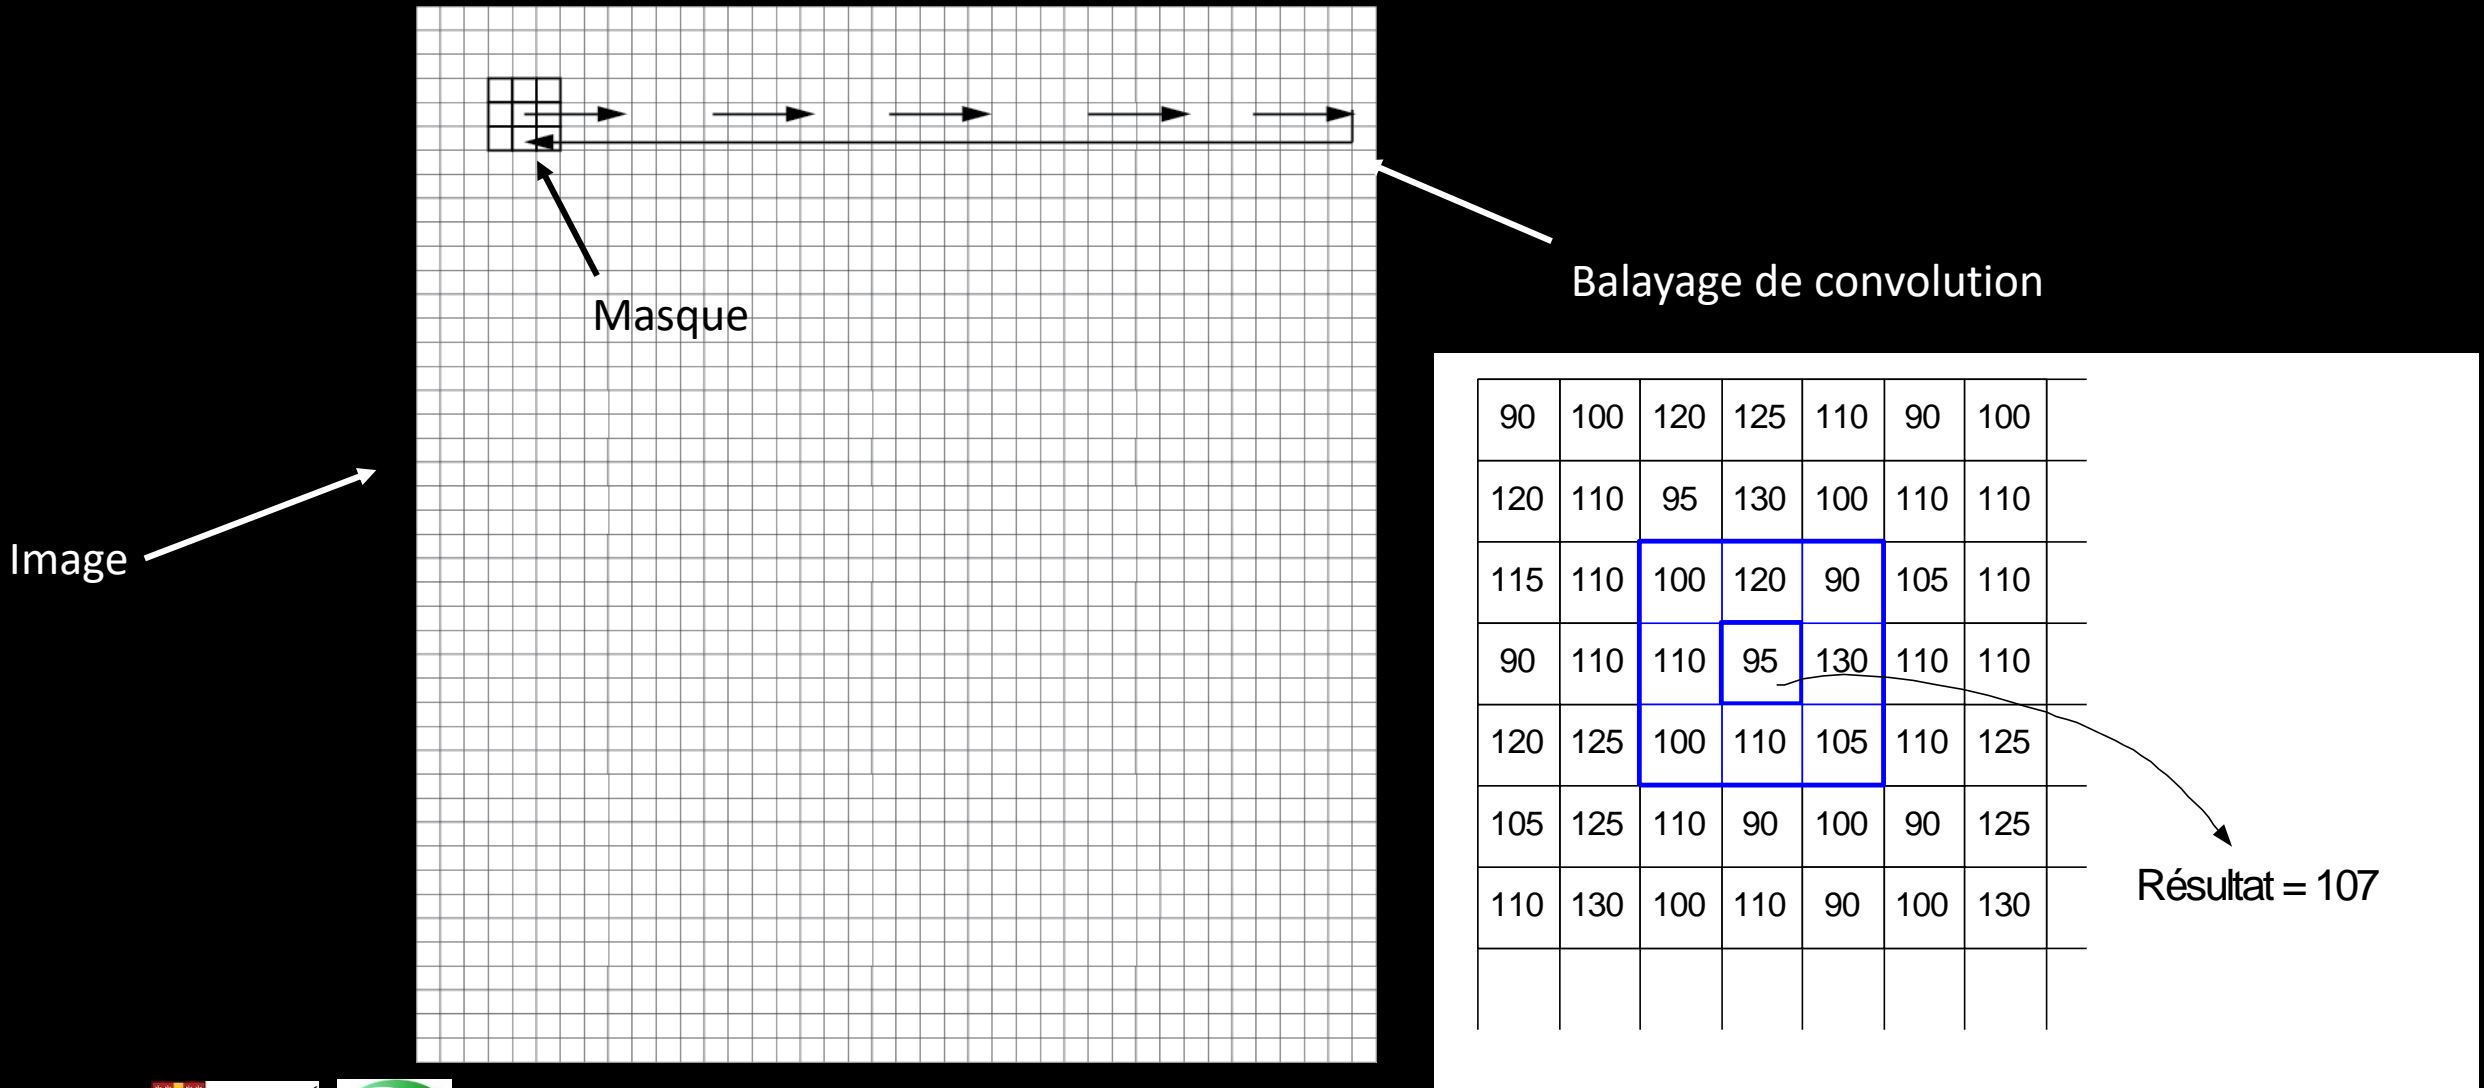 Masque
Balayage de convolution
Image
90 100 120 125 110 90 100
120 110 95 130 100 110 110
115 110 100 120 90 105 110
90 110 110 95 130 110 110
120 125 100 110 105 110 125
105 125 110 90 100 90 125
110 130 100 110 90 100 130
Résultat = 107